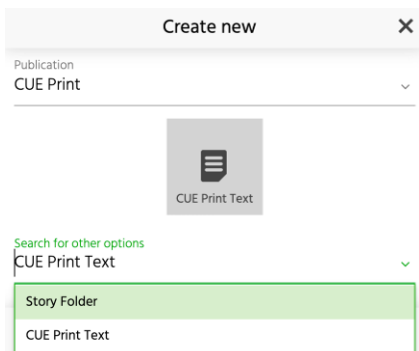 Create new
Publication
CUE Print
CUE Print Text
Search for other options
CUE Print Text
Story Folder
CUE Print Text